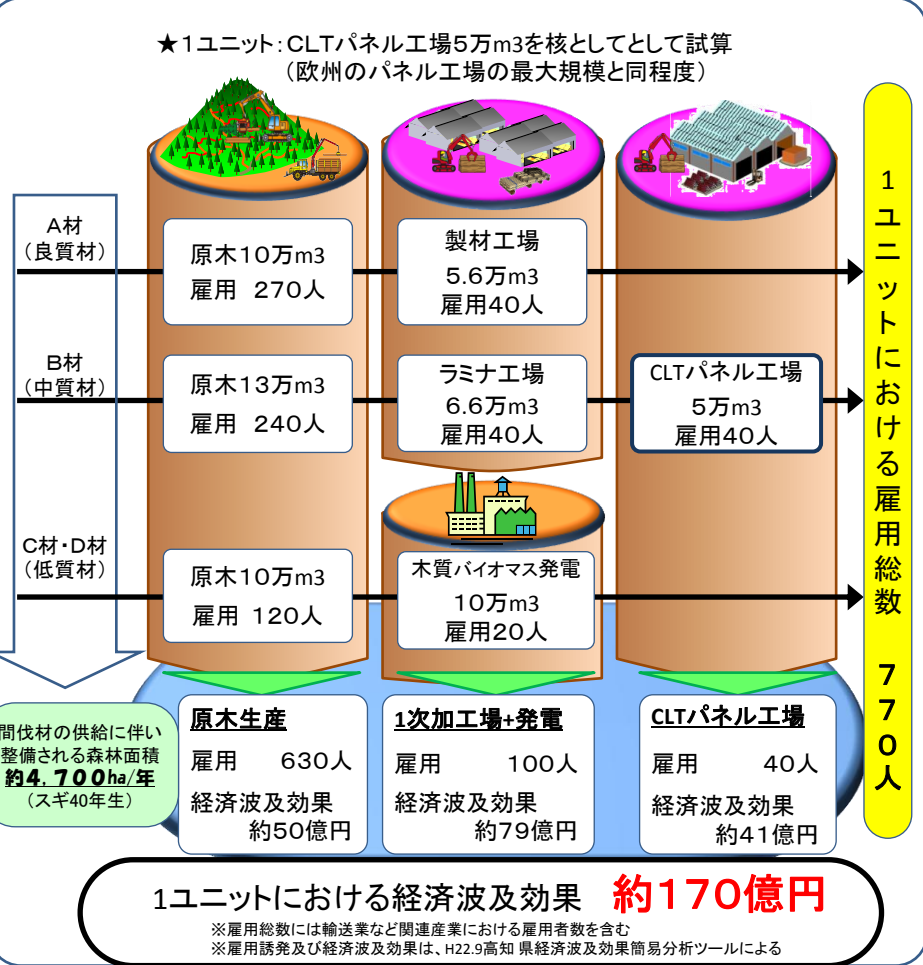 ★1ユニット:CLTパネル工場5万m3を核としてとして試算
(欧州のパネル工場の最大規模と同程度)
A材
(良質材)
原木10万m3
雇用 270人
製材工場
5.6万m3
雇用40人
B材
(中質材)
原木13万m3
雇用 240人
ラミナ工場
6.6万m3
雇用40人
CLTパネル工場
5万m3
雇用40人
C材・D材
(低質材)
原木10万m3
雇用 120人
木質バイオマス発電
10万m3
雇用20人
1ユニットにおける雇用総数 770人
間伐材の供給に伴い
整備される森林面積
約4,700ha/年
(スギ40年生)
原木生産
雇用 630人
経済波及効果
約50億円
1次加工場+発電
雇用 100人
経済波及効果
約79億円
CLTパネル工場
雇用 40人
経済波及効果
約41億円
1ユニットにおける経済波及効果 約170億円
※雇用総数には輸送業など関連産業における雇用者数を含む
※雇用誘発及び経済波及効果は、H22.9高知 県経済波及効果簡易分析ツールによる